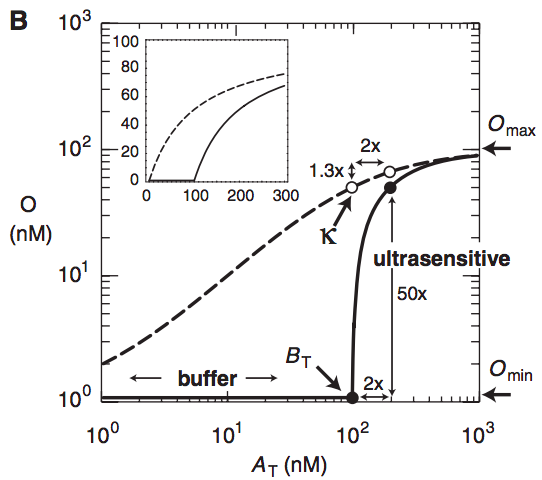 B
10³
10²
10¹
10⁰
O
(nM)
100
80
60
40
20
0
0 100 200 300
2x
1.3x
κ
O_max
ultrasensitive
50x
B_T
buffer
2x
O_min
10⁰ 10¹ 10² 10³
A_T (nM)